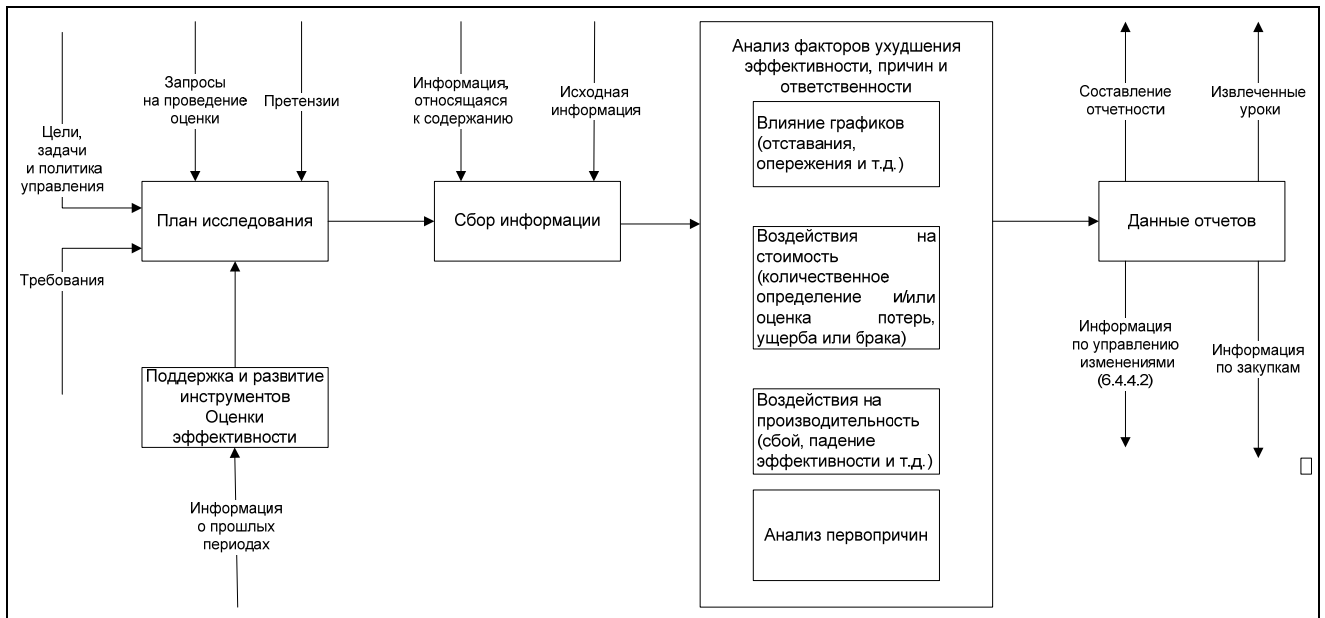 Цели,
задачи
и политика
управления
Требования
Запросы
на проведение
оценки
Претензии
План исследования
Поддержка и развитие
инструментов
Оценки
эффективности
Информация
о прошлых
периодах
Информация,
относящаяся
к содержанию
Исходная
информация
Сбор информации
Анализ факторов ухудшения
эффективности, причин и
ответственности
Влияние графиков
(отставания,
опережения и т.д.)
Воздействия на
стоимость
(количественное
определение и/или
оценка потерь,
ущерба или брака)
Воздействия на
производительность
(сбой, падение
эффективности и т.д.)
Анализ первопричин
Составление
отчетности
Извлеченные
уроки
Данные отчетов
Информация
по управлению
изменениями
(6.4.4.2)
Информация
по закупкам